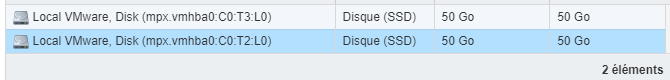 Local VMware, Disk (mpx.vmhba0:C0:T3:L0) Disque (SSD) 50 Go 50 Go
Local VMware, Disk (mpx.vmhba0:C0:T2:L0) Disque (SSD) 50 Go 50 Go
2 éléments